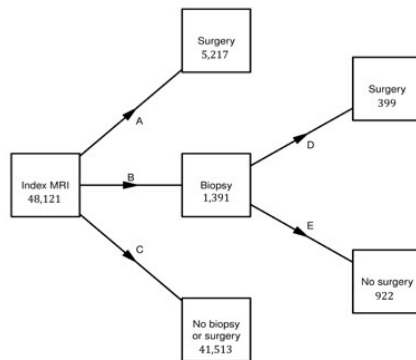 Surgery
5,217
A
Index MRI
48,121
B
Biopsy
1,391
D
Surgery
399
E
No surgery
922
C
No biopsy
or surgery
41,513